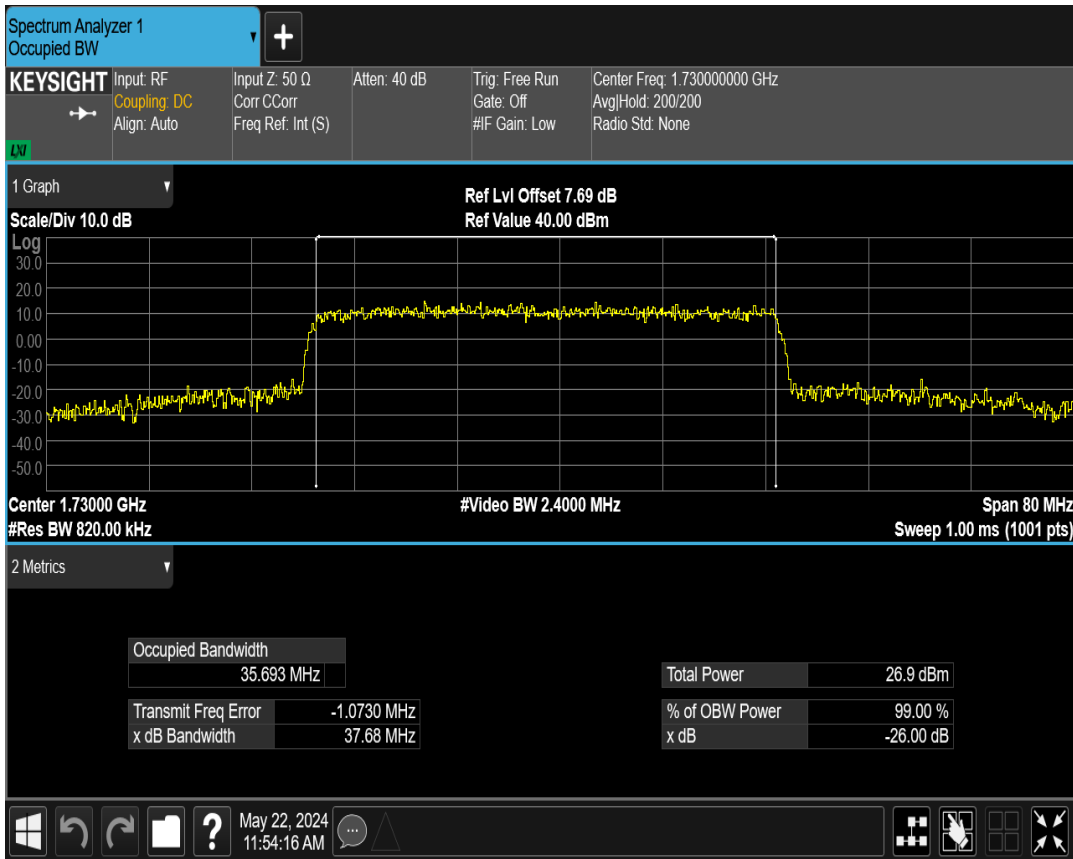 Spectrum Analyzer 1
Occupied BW
+
KEYSIGHT
LXI
Input: RF
Coupling: DC
Align: Auto
Input Z: 50 Ω
Corr CCorr
Freq Ref: Int (S)
Atten: 40 dB
Trig: Free Run
Gate: Off
#IF Gain: Low
Center Freq: 1.730000000 GHz
Avg|Hold: 200/200
Radio Std: None
1 Graph
Scale/Div 10.0 dB
Ref Lvl Offset 7.69 dB
Ref Value 40.00 dBm
Log
30.0
20.0
10.0
0.00
-10.0
-20.0
-30.0
-40.0
-50.0
Center 1.73000 GHz
#Video BW 2.4000 MHz
Span 80 MHz
#Res BW 820.00 kHz
Sweep 1.00 ms (1001 pts)
2 Metrics
Occupied Bandwidth
35.693 MHz
Total Power 26.9 dBm
Transmit Freq Error -1.0730 MHz
% of OBW Power 99.00 %
x dB Bandwidth 37.68 MHz
x dB -26.00 dB
?
May 22, 2024
11:54:16 AM